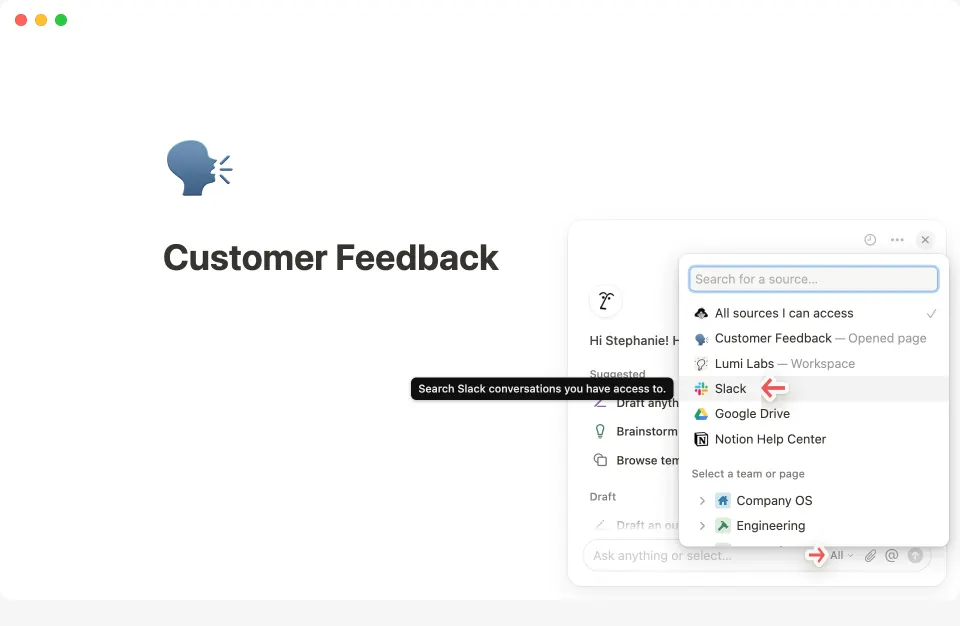 Customer Feedback
Search for a source...
All sources I can access
Customer Feedback — Opened page
Lumi Labs — Workspace
Slack
Google Drive
Notion Help Center
Select a team or page
Company OS
Engineering
Search Slack conversations you have access to.
Hi Stephanie! H
Suggested
Draft anyth
Brainstorm
Browse tem
Draft
Draft an ou
Ask anything or select...
All